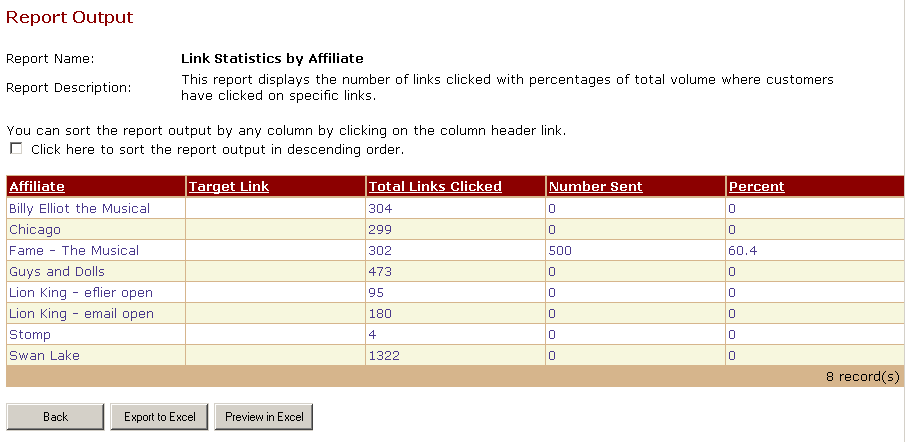 Report Output
Report Name: Link Statistics by Affiliate
Report Description: This report displays the number of links clicked with percentages of total volume where customers
have clicked on specific links.
You can sort the report output by any column by clicking on the column header link.
Click here to sort the report output in descending order.
Affiliate Target Link Total Links Clicked Number Sent Percent
Billy Elliot the Musical 304 0 0
Chicago 299 0 0
Fame - The Musical 302 500 60.4
Guys and Dolls 473 0 0
Lion King - eflier open 95 0 0
Lion King - email open 180 0 0
Stomp 4 0 0
Swan Lake 1322 0 0
8 record(s)
Back Export to Excel Preview in Excel